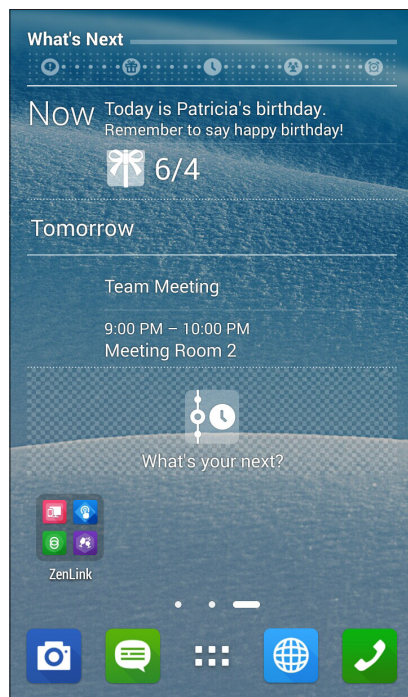 What's Next
Now
Today is Patricia's birthday.
Remember to say happy birthday!
6/4
Tomorrow
Team Meeting
9:00 PM – 10:00 PM
Meeting Room 2
What's your next?
ZenLink